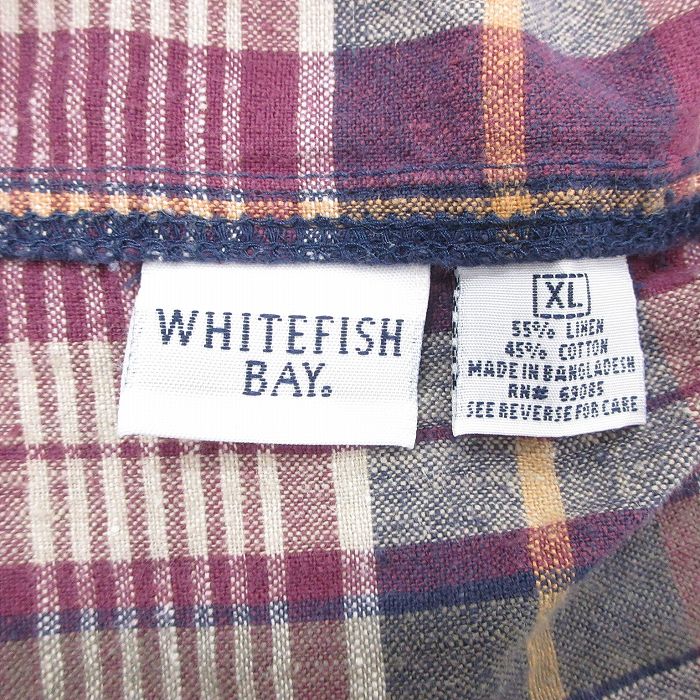 WHITEFISH
BAY.
XL
55% LINEN
45% COTTON
MADE IN BANGLADESH
RN# 69085
SEE REVERSE FOR CARE